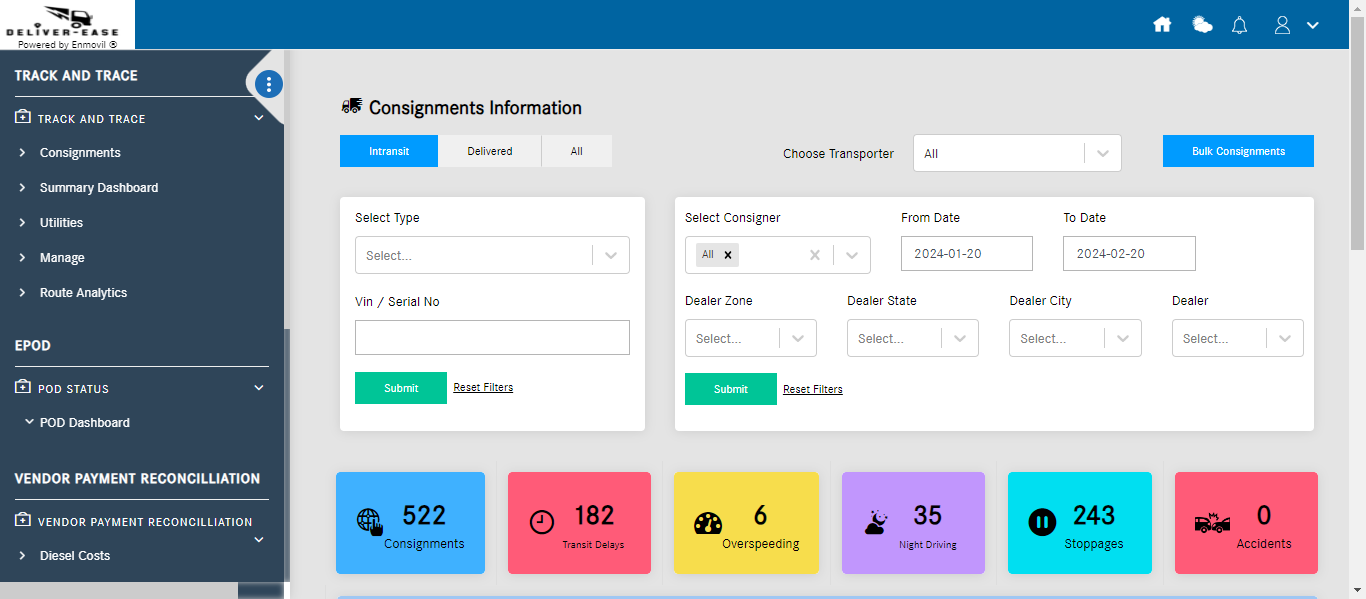 DELIVER-EASE
Powered by Enmovil ®
TRACK AND TRACE
TRACK AND TRACE
Consignments
Summary Dashboard
Utilities
Manage
Route Analytics
EPOD
POD STATUS
POD Dashboard
VENDOR PAYMENT RECONCILLIATION
VENDOR PAYMENT RECONCILLIATION
Diesel Costs
Consignments Information
Intransit Delivered All
Choose Transporter All
Bulk Consignments
Select Type
Select...
Vin / Serial No
Submit Reset Filters
Select Consigner From Date To Date
All 2024-01-20 2024-02-20
Dealer Zone Dealer State Dealer City Dealer
Select... Select... Select... Select...
Submit Reset Filters
522
Consignments
182
Transit Delays
6
Overspeeding
35
Night Driving
243
Stoppages
0
Accidents